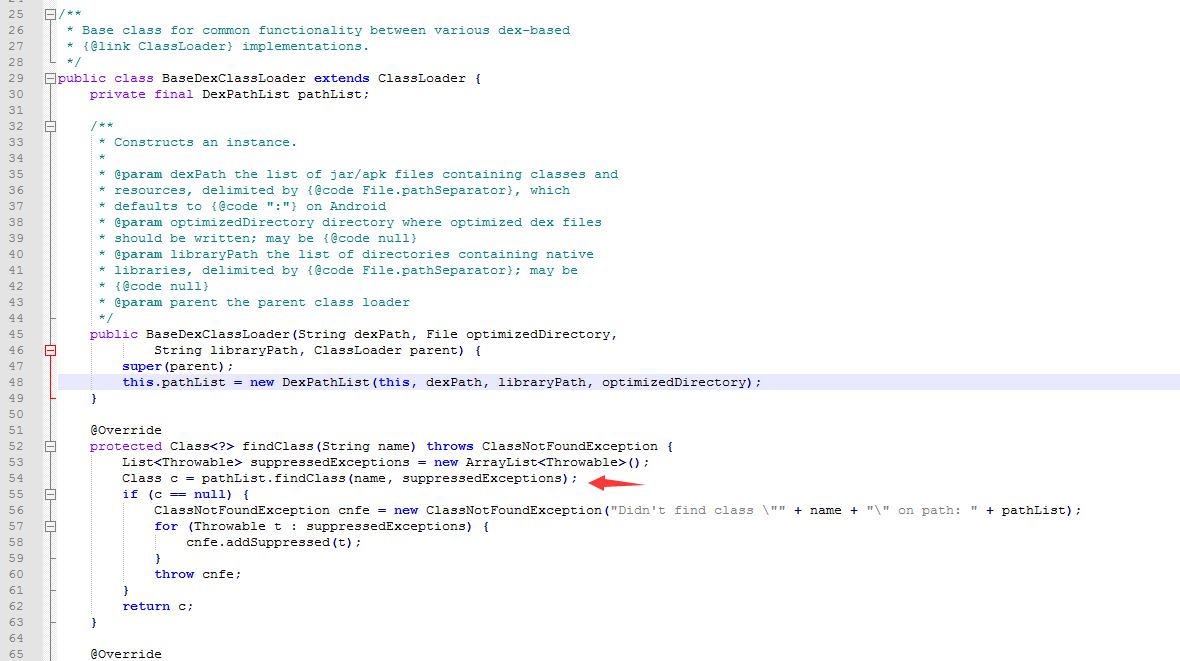 25 /**
26  * Base class for common functionality between various dex-based
27  * {@link ClassLoader} implementations.
28  */
29 public class BaseDexClassLoader extends ClassLoader {
30     private final DexPathList pathList;
31
32     /**
33      * Constructs an instance.
34      *
35      * @param dexPath the list of jar/apk files containing classes and
36      * resources, delimited by {@code File.pathSeparator}, which
37      * defaults to {@code ":"} on Android
38      * @param optimizedDirectory directory where optimized dex files
39      * should be written; may be {@code null}
40      * @param libraryPath the list of directories containing native
41      * libraries, delimited by {@code File.pathSeparator}; may be
42      * {@code null}
43      * @param parent the parent class loader
44      */
45     public BaseDexClassLoader(String dexPath, File optimizedDirectory,
46             String libraryPath, ClassLoader parent) {
47         super(parent);
48         this.pathList = new DexPathList(this, dexPath, libraryPath, optimizedDirectory);
49     }
50
51     @Override
52     protected Class<?> findClass(String name) throws ClassNotFoundException {
53         List<Throwable> suppressedExceptions = new ArrayList<Throwable>();
54         Class c = pathList.findClass(name, suppressedExceptions);
55         if (c == null) {
56             ClassNotFoundException cnfe = new ClassNotFoundException("Didn't find class \"" + name + "\" on path: " + pathList);
57             for (Throwable t : suppressedExceptions) {
58                 cnfe.addSuppressed(t);
59             }
60             throw cnfe;
61         }
62         return c;
63     }
64
65     @Override